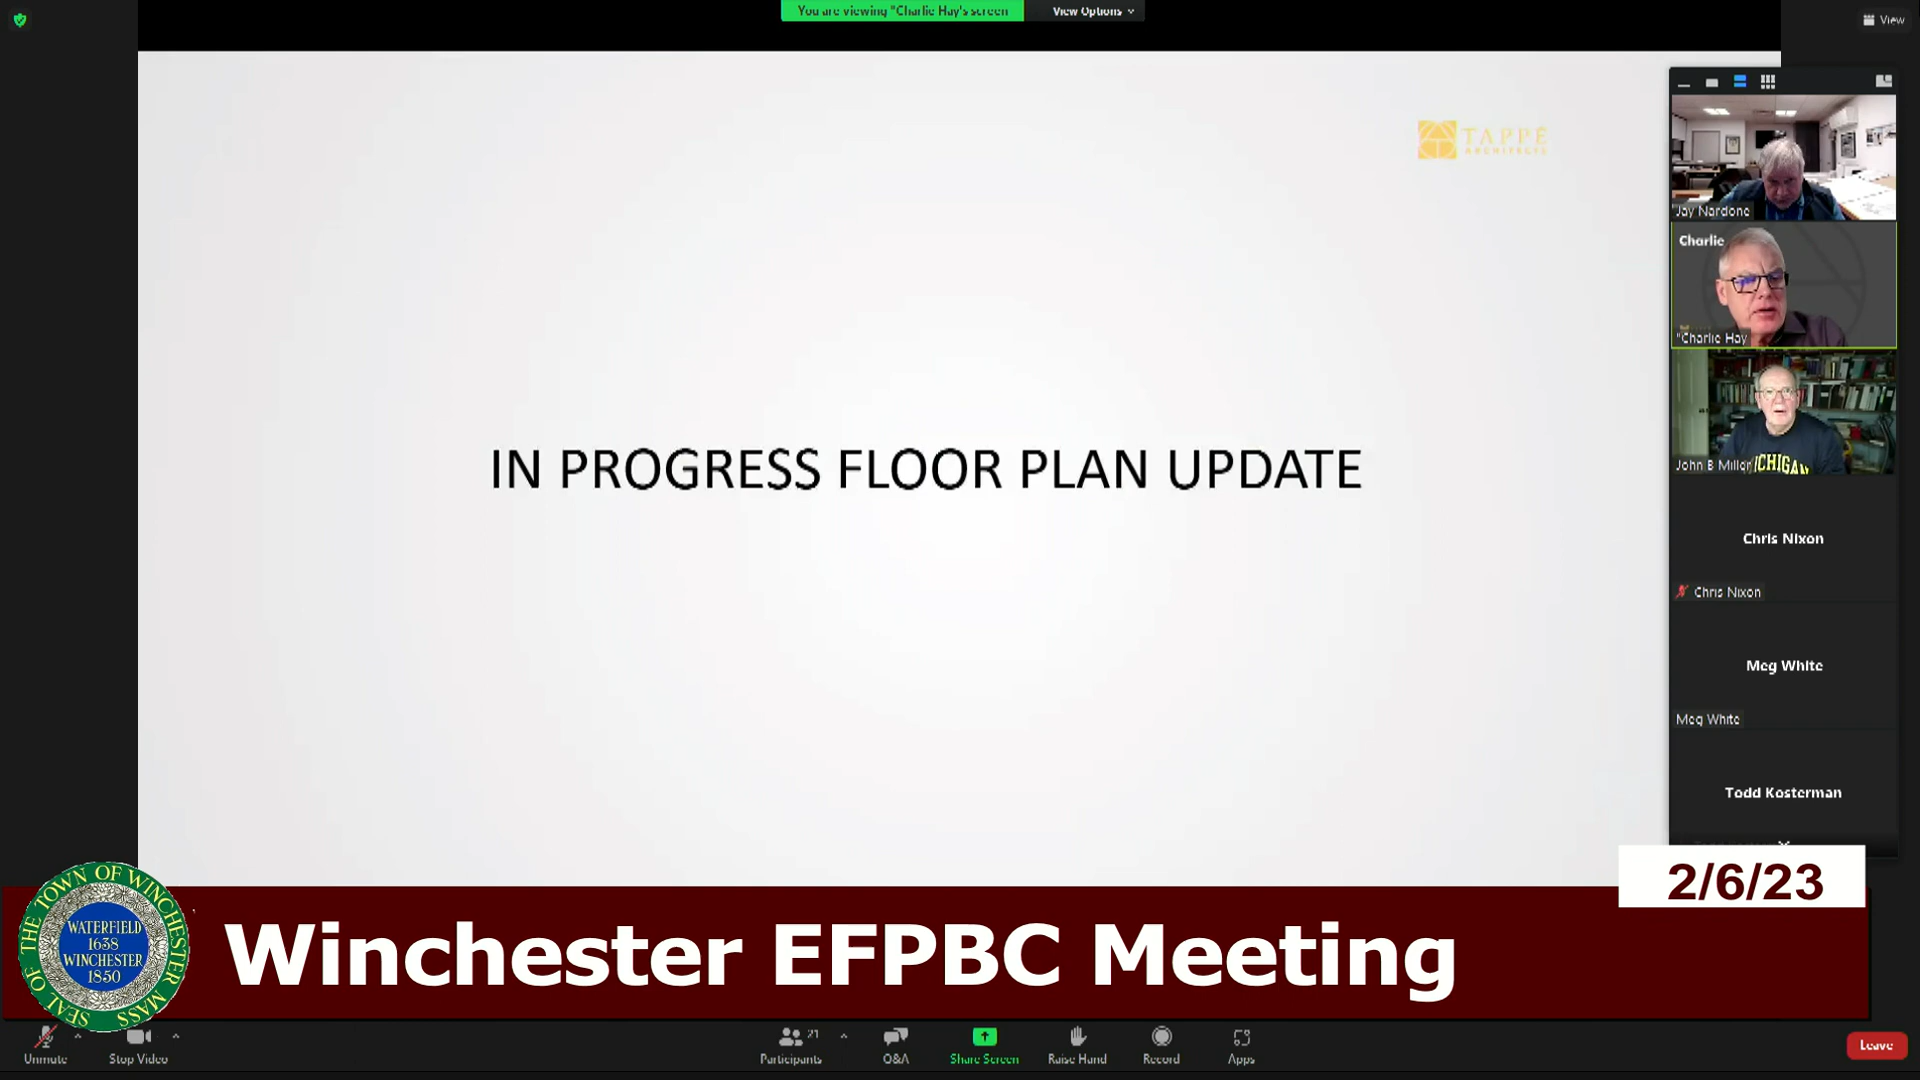 You are viewing "Charlie Hay's screen
View Options
View
TAPPÉ
ARCHITECTS
Jay Nardone
Charlie
"Charlie Hay
MICHIGAN
John B Miller
IN PROGRESS FLOOR PLAN UPDATE
Chris Nixon
Chris Nixon
Meg White
Meg White
Todd Kosterman
2/6/23
THE TOWN OF WINCHESTER MASS
SEAL OF
WATERFIELD
1638
WINCHESTER
1850
Winchester EFPBC Meeting
Unmute
Stop Video
21
Participants
Q&A
Share Screen
Raise Hand
Record
Apps
Leave